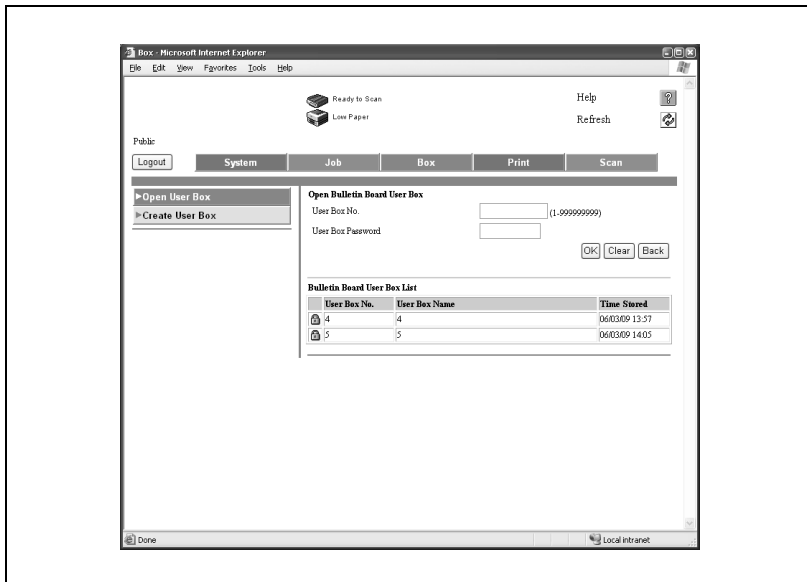 Box - Microsoft Internet Explorer
File Edit View Favorites Tools Help
Ready to Scan
Help
Low Paper
Refresh
Public
Logout System Job Box Print Scan
Open User Box
Create User Box
Open Bulletin Board User Box
User Box No. (1-999999999)
User Box Password
OK Clear Back
Bulletin Board User Box List
User Box No. User Box Name Time Stored
4 4 06/03/09 13:57
5 5 06/03/09 14:05
Done Local intranet